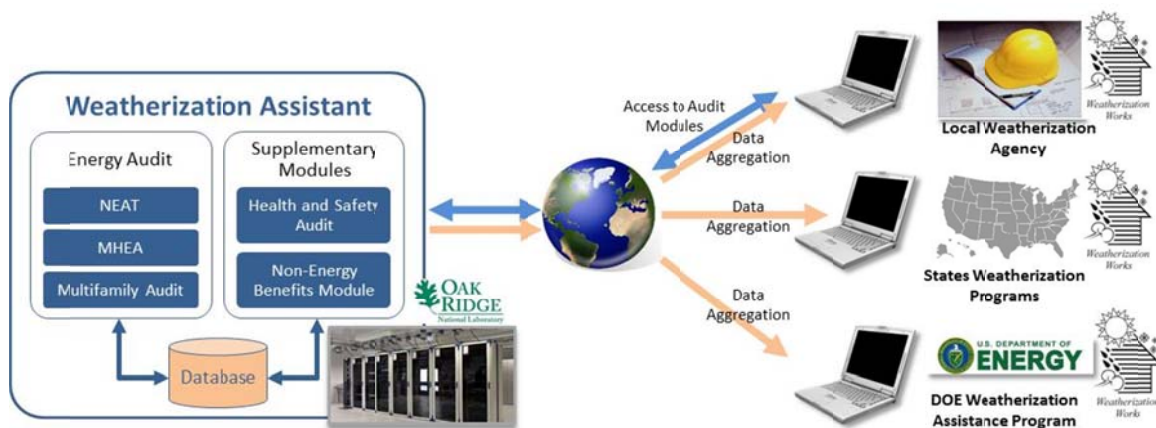 Weatherization Assistant
Energy Audit
NEAT
MHEA
Multifamily Audit
Supplementary
Modules
Health and Safety
Audit
Non-Energy
Benefits Module
Database
OAK
RIDGE
National Laboratory
Access to Audit
Modules
Data
Aggregation
Data
Aggregation
Data
Aggregation
Local Weatherization
Agency
Weatherization
Works
States Weatherization
Programs
Weatherization
Works
U.S. DEPARTMENT OF
ENERGY
DOE Weatherization
Assistance Program
Weatherization
Works